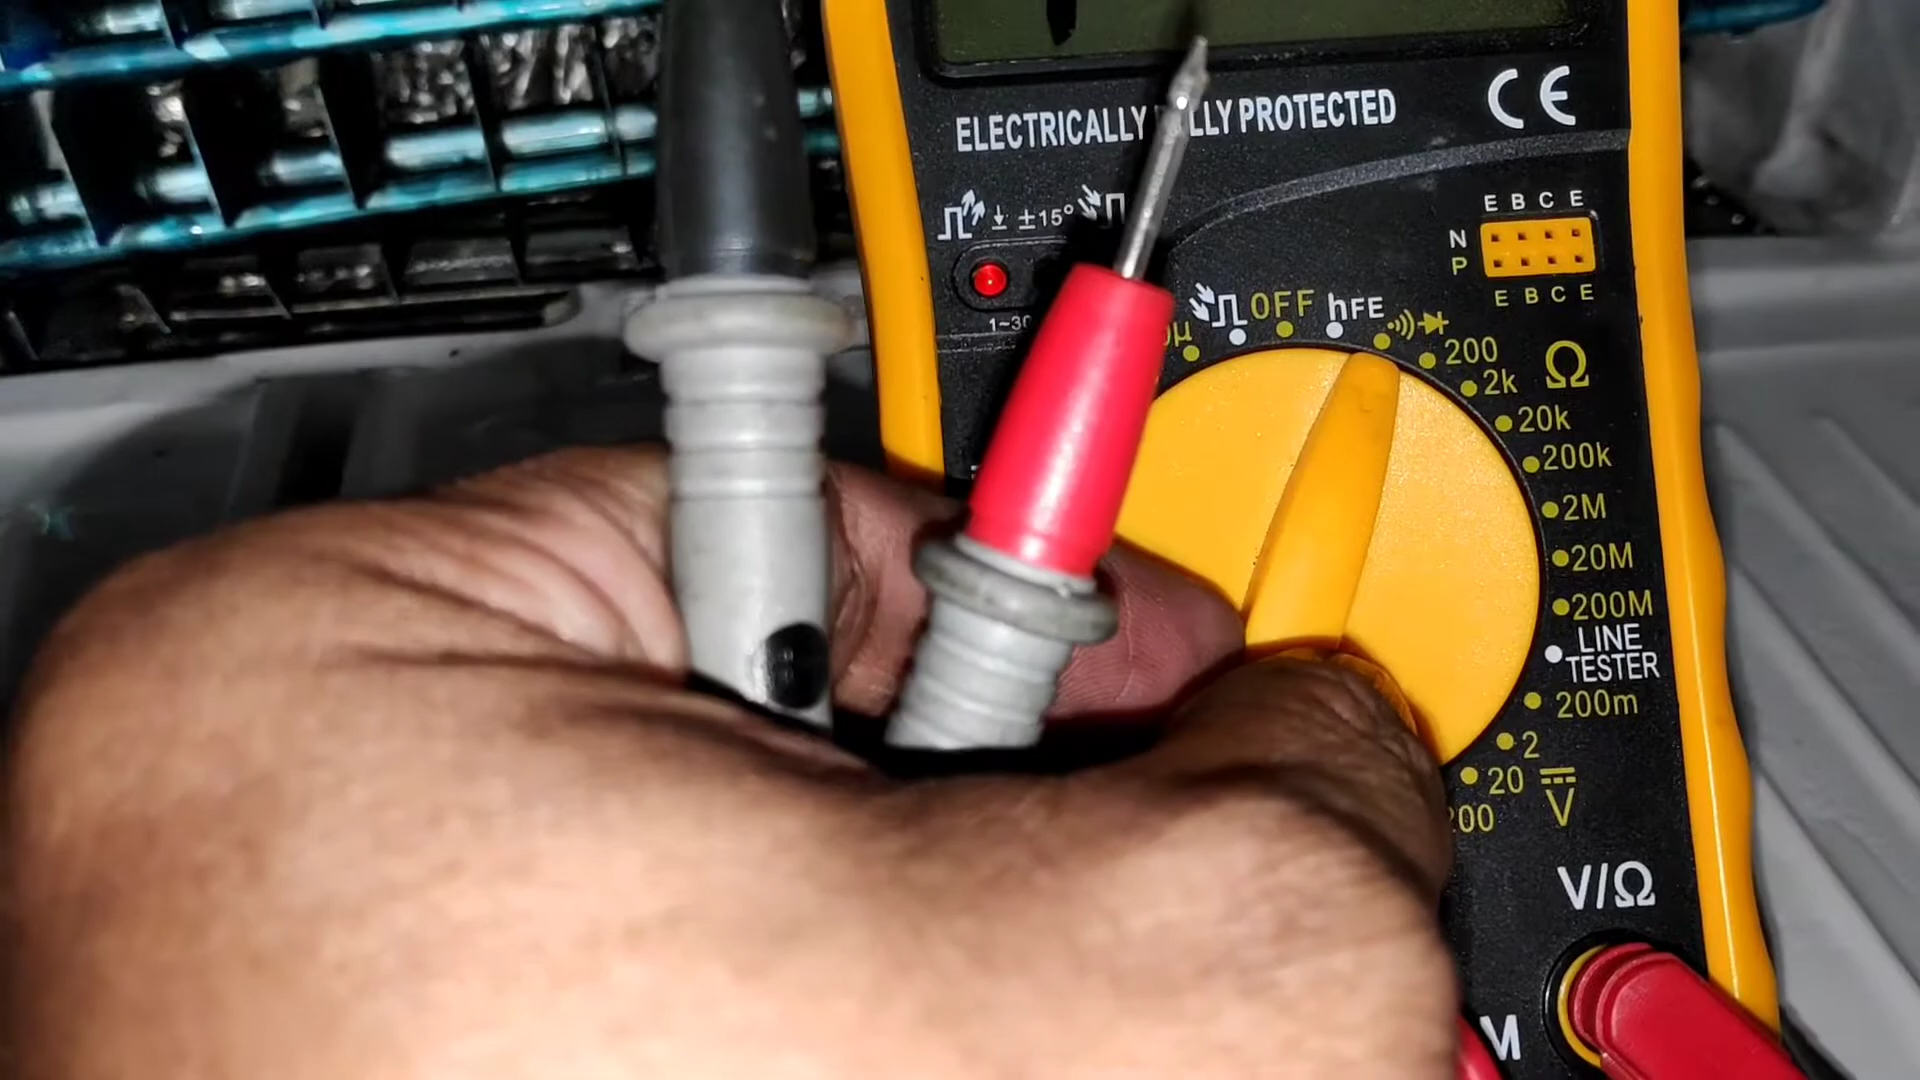 ELECTRICALLY LLY PROTECTED
CE
±15°
E B C E
N
P
E B C E
1~30
µ
OFF
hFE
200
Ω
2k
20k
200k
2M
20M
200M
LINE
TESTER
200m
2
20
V
200
V/Ω
M